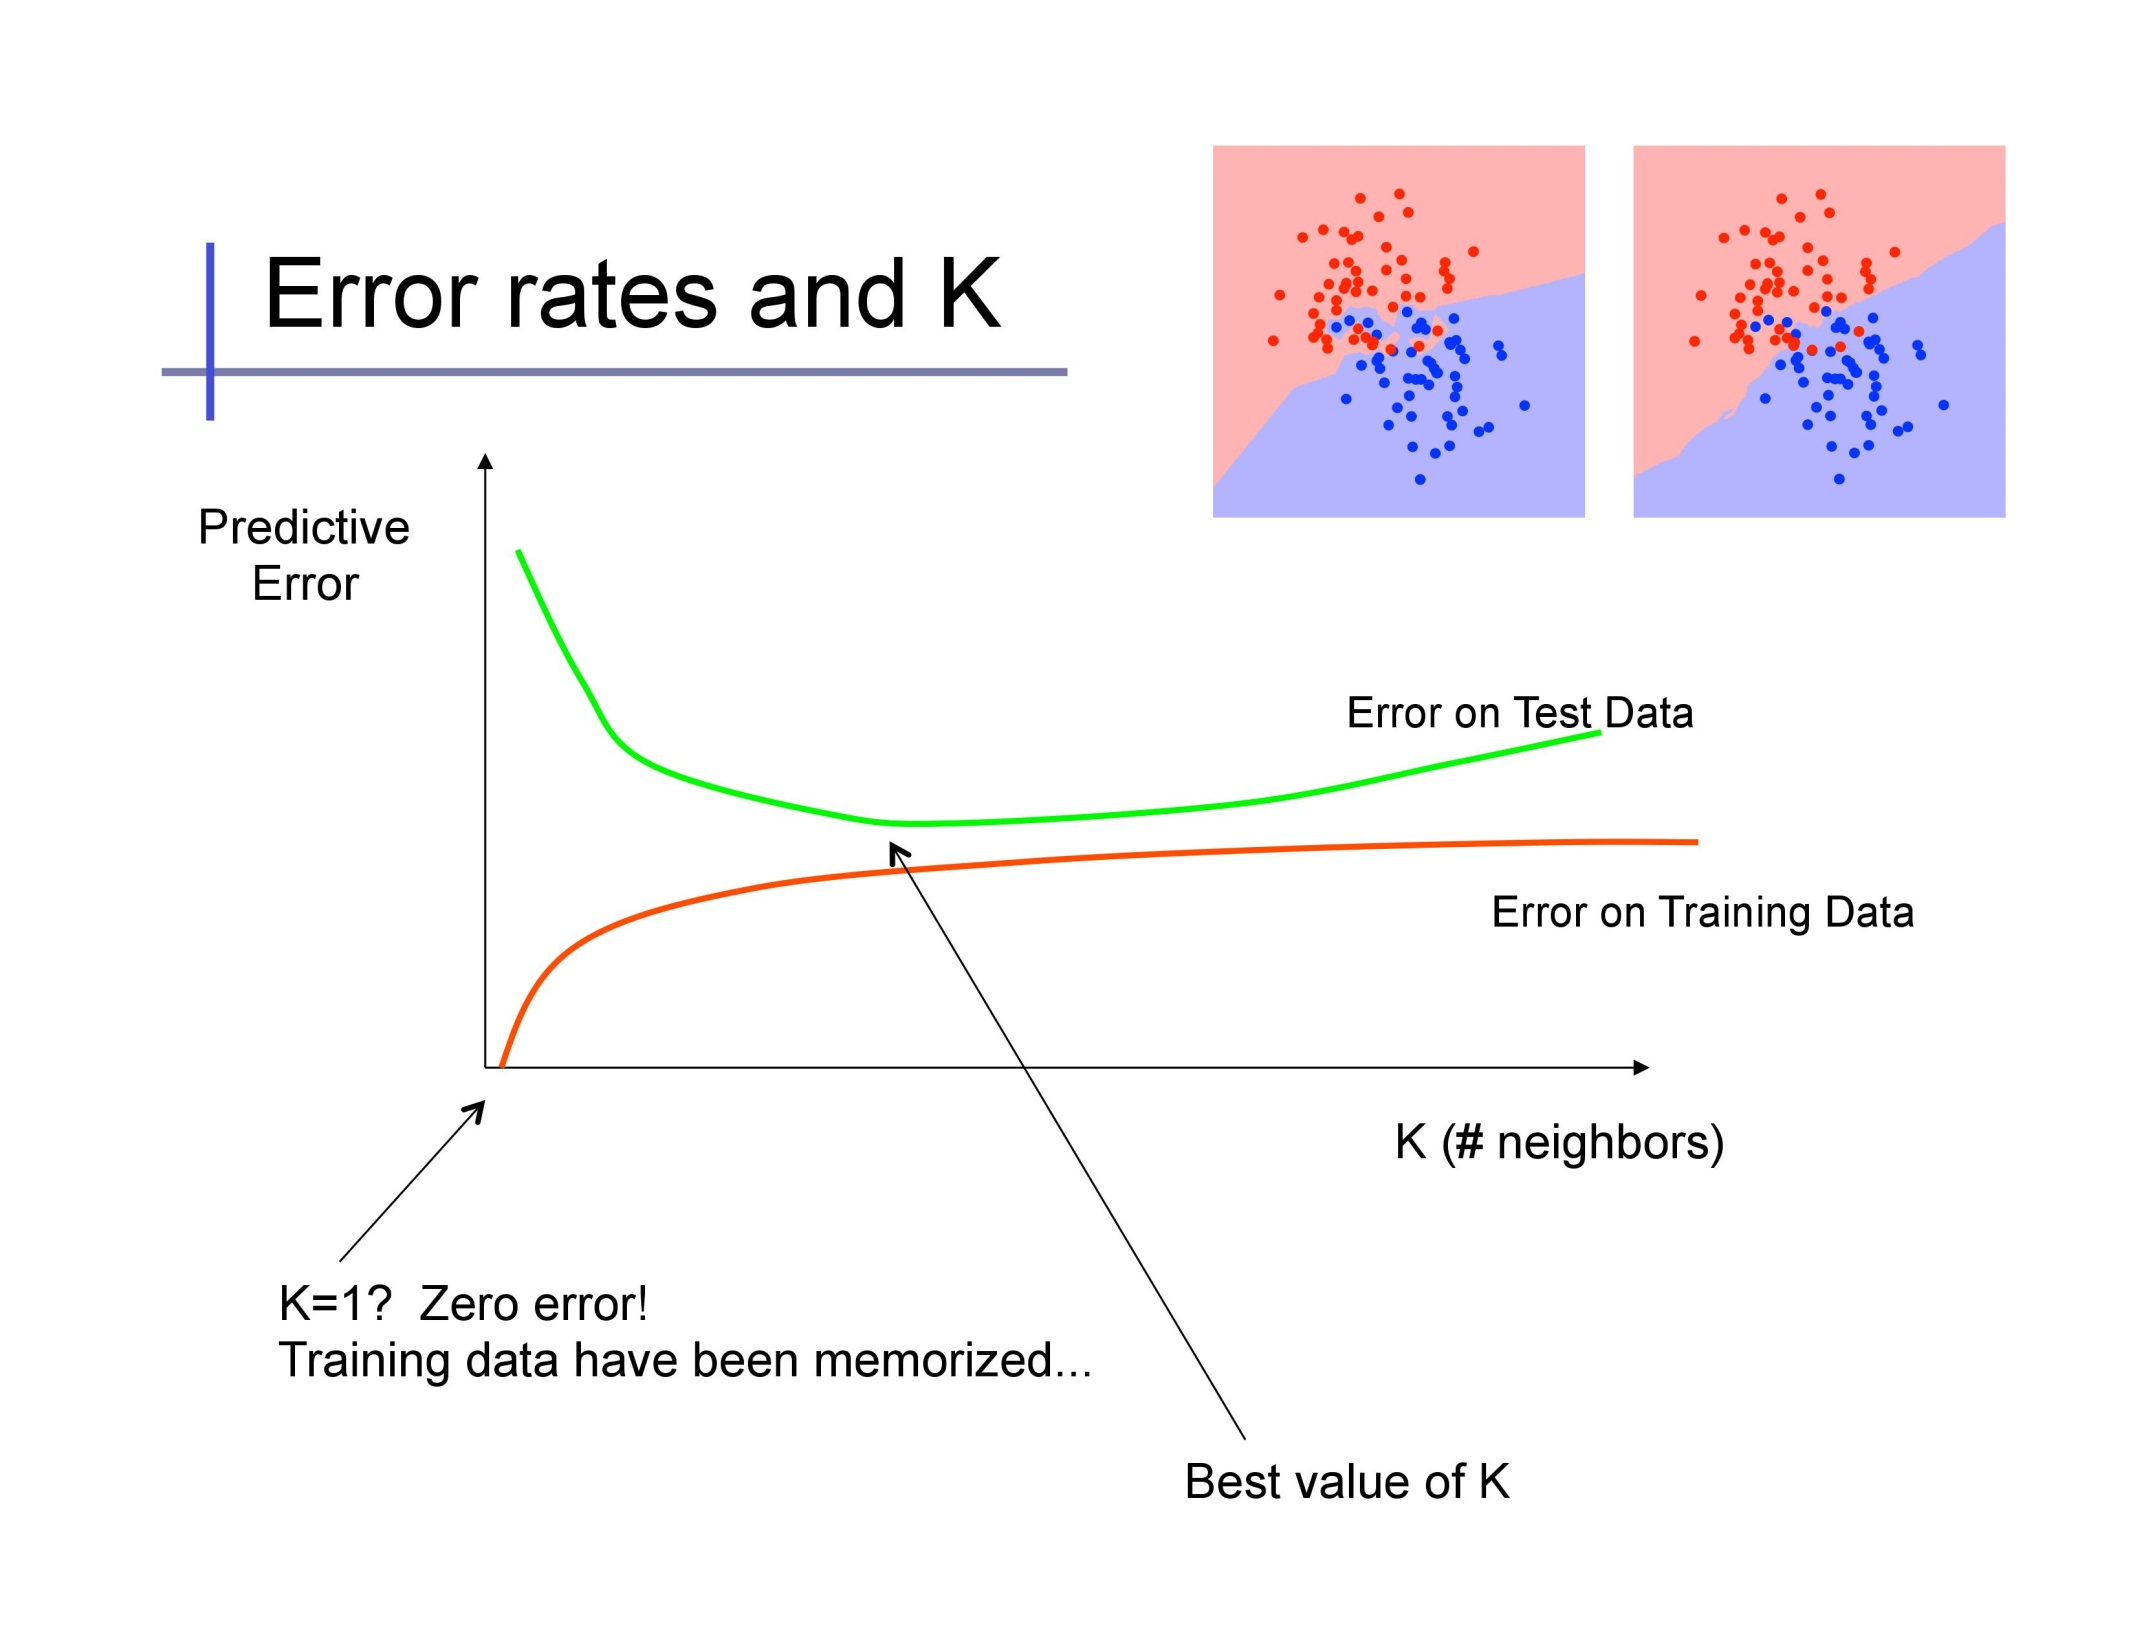 Error rates and K
Predictive
Error
Error on Test Data
Error on Training Data
K (# neighbors)
K=1?  Zero error!
Training data have been memorized...
Best value of K